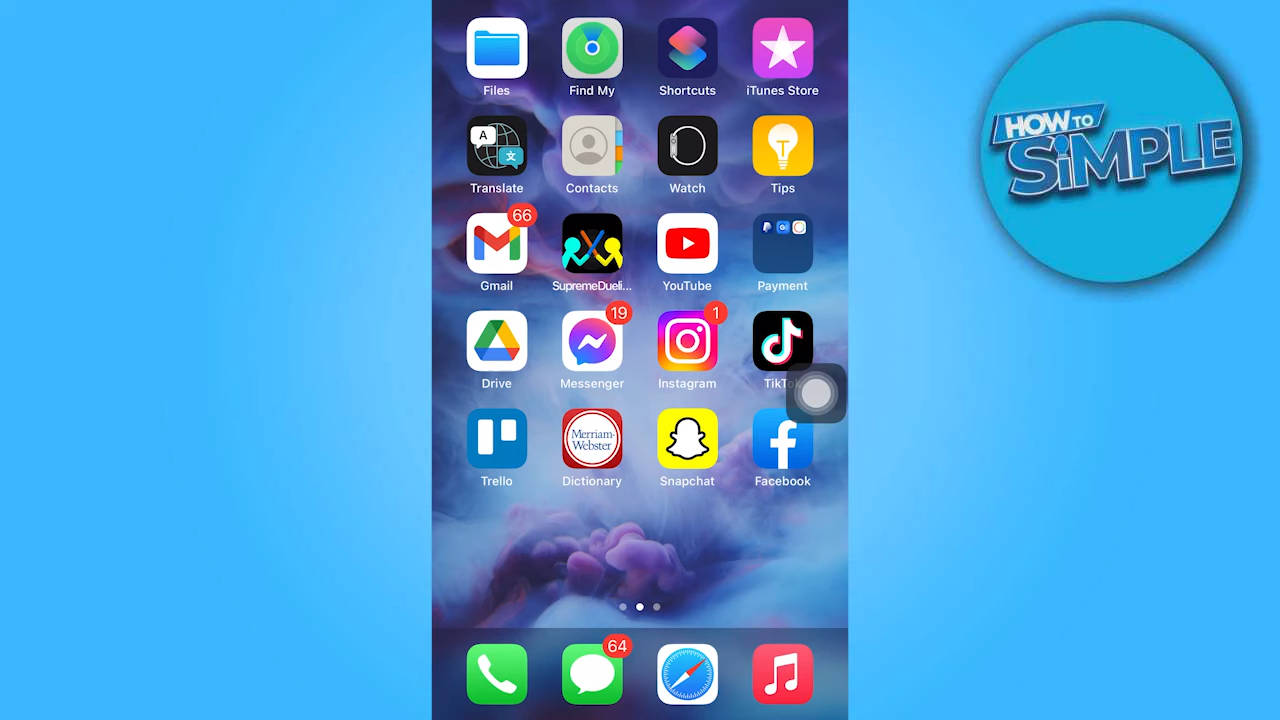 HOW TO
SiMPLE
Files
Find My
Shortcuts
iTunes Store
A
文
T
Translate
Contacts
Watch
Tips
66
Gmail
SupremeDueli...
YouTube
Payment
19
1
Drive
Messenger
Instagram
TikTok
Merriam-
Webster
Trello
Dictionary
Snapchat
Facebook
64